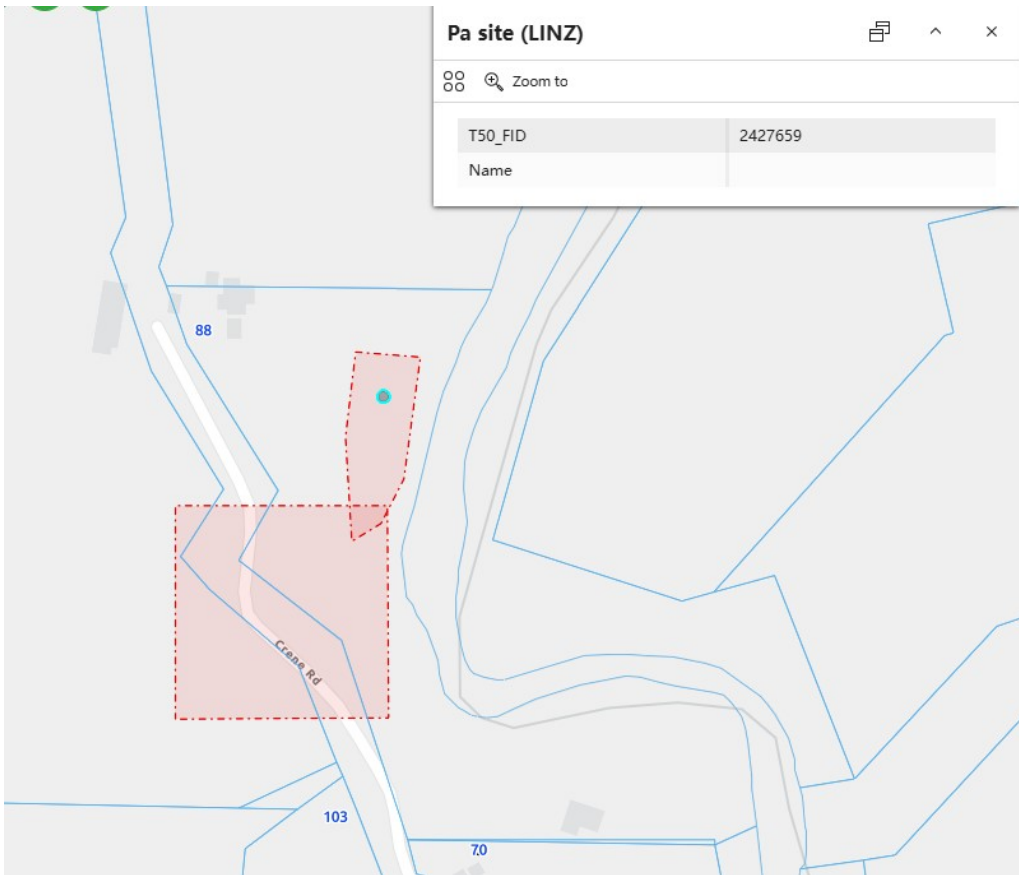 Pa site (LINZ)
Zoom to
T50_FID 2427659
Name
88
Crene Rd
103
70